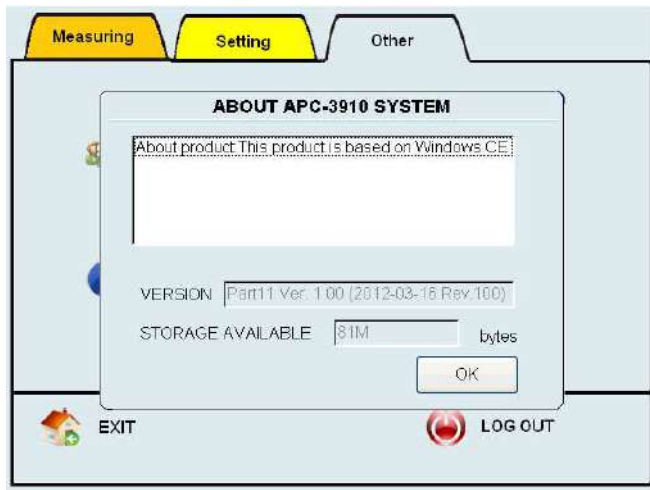 Measuring
Setting
Other
ABOUT APC-3910 SYSTEM
About product This product is based on Windows CE
VERSION Part11 Ver. 1.00 (2012-03-16 Rev.100)
STORAGE AVAILABLE 81M bytes
OK
EXIT
LOG OUT